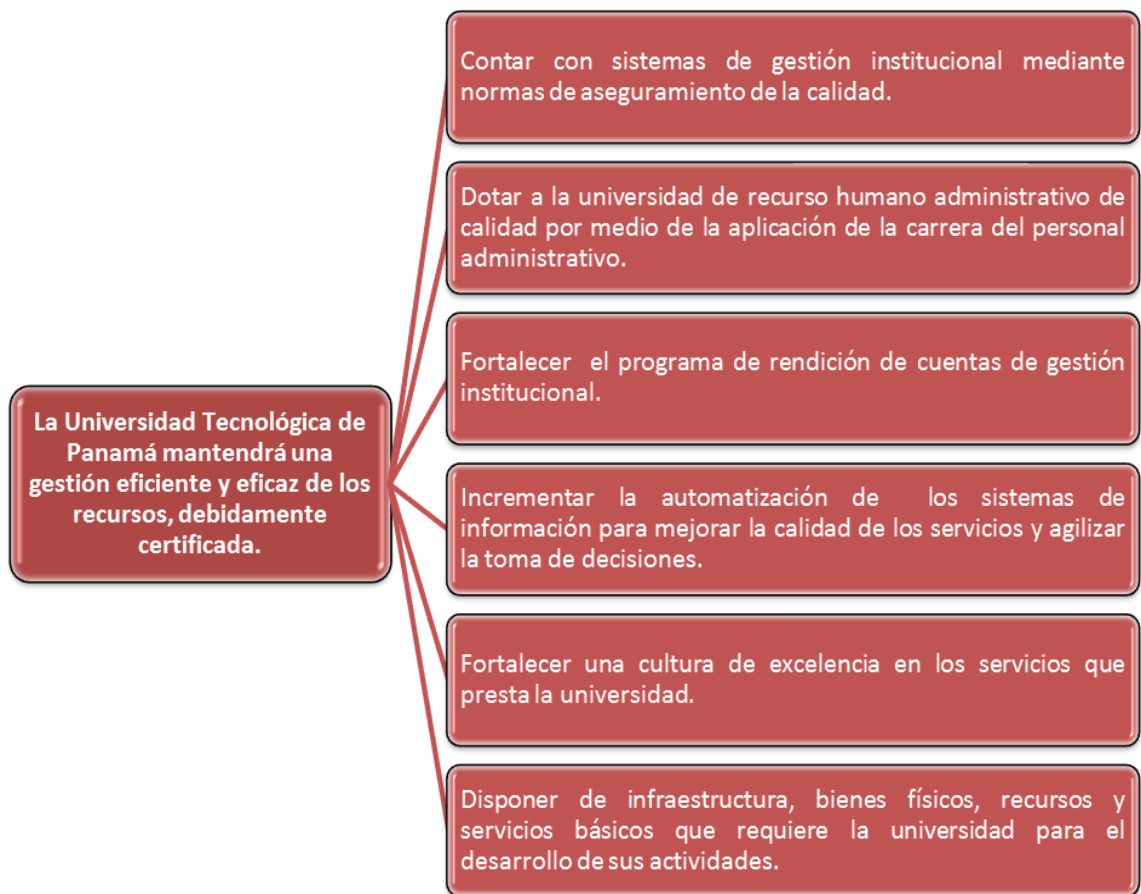 Contar con sistemas de gestión institucional mediante
normas de aseguramiento de la calidad.
Dotar a la universidad de recurso humano administrativo de
calidad por medio de la aplicación de la carrera del personal
administrativo.
Fortalecer el programa de rendición de cuentas de gestión
institucional.
La Universidad Tecnológica de
Panamá mantendrá una
gestión eficiente y eficaz de los
recursos, debidamente
certificada.
Incrementar la automatización de los sistemas de
información para mejorar la calidad de los servicios y agilizar
la toma de decisiones.
Fortalecer una cultura de excelencia en los servicios que
presta la universidad.
Disponer de infraestructura, bienes físicos, recursos y
servicios básicos que requiere la universidad para el
desarrollo de sus actividades.